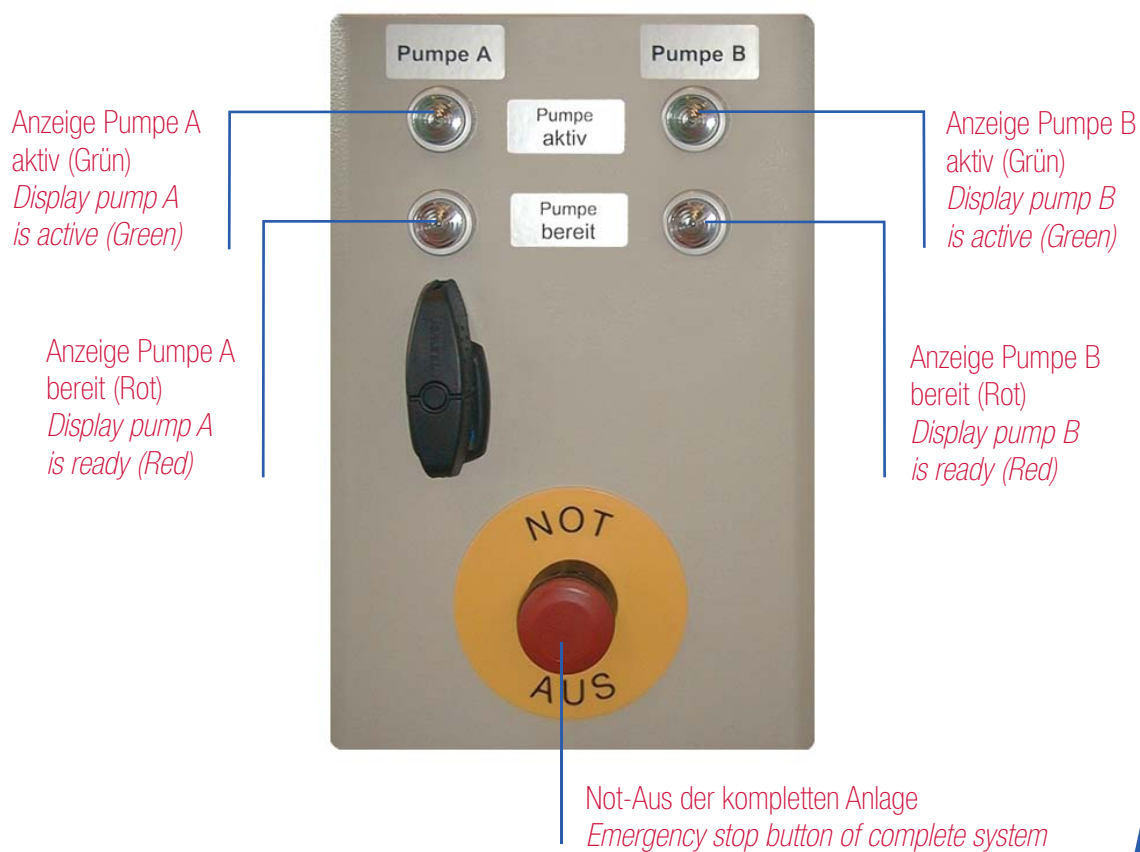 Pumpe A
Pumpe B
Anzeige Pumpe A
aktiv (Grün)
Display pump A
is active (Green)
Pumpe
aktiv
Anzeige Pumpe B
aktiv (Grün)
Display pump B
is active (Green)
Pumpe
bereit
Anzeige Pumpe A
bereit (Rot)
Display pump A
is ready (Red)
Anzeige Pumpe B
bereit (Rot)
Display pump B
is ready (Red)
NOT
AUS
Not-Aus der kompletten Anlage
Emergency stop button of complete system